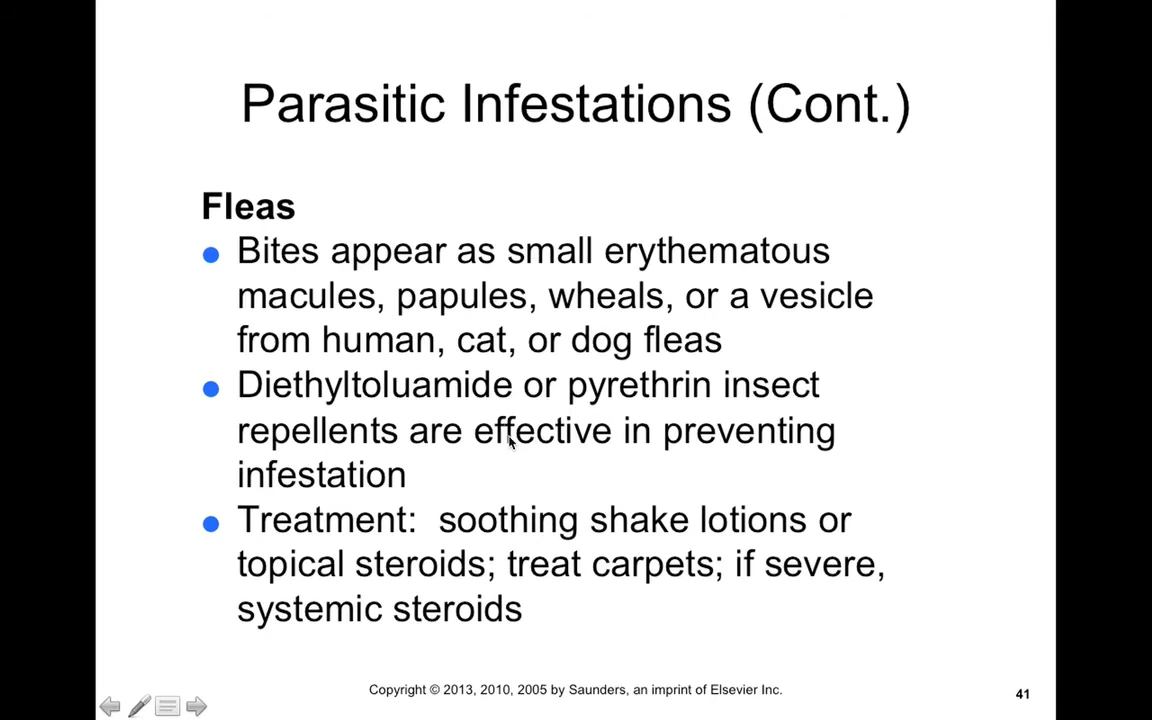 Parasitic Infestations (Cont.)
Fleas
● Bites appear as small erythematous
macules, papules, wheals, or a vesicle
from human, cat, or dog fleas
● Diethyltoluamide or pyrethrin insect
repellents are effective in preventing
infestation
● Treatment:  soothing shake lotions or
topical steroids; treat carpets; if severe,
systemic steroids
Copyright © 2013, 2010, 2005 by Saunders, an imprint of Elsevier Inc.
41